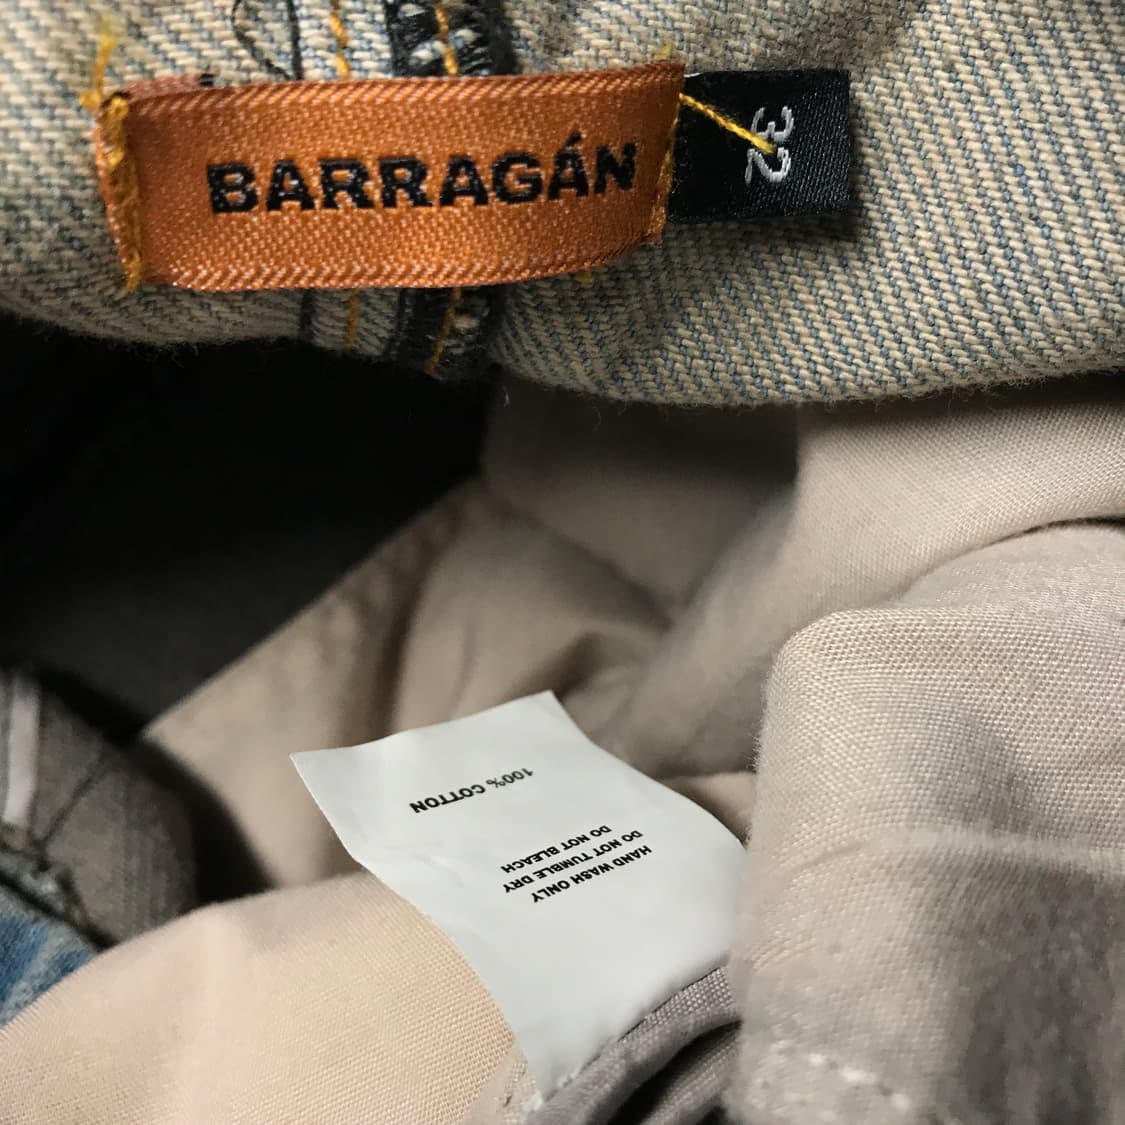 BARRAGÁN
32
HAND WASH ONLY
DO NOT TUMBLE DRY
DO NOT BLEACH
100% COTTON